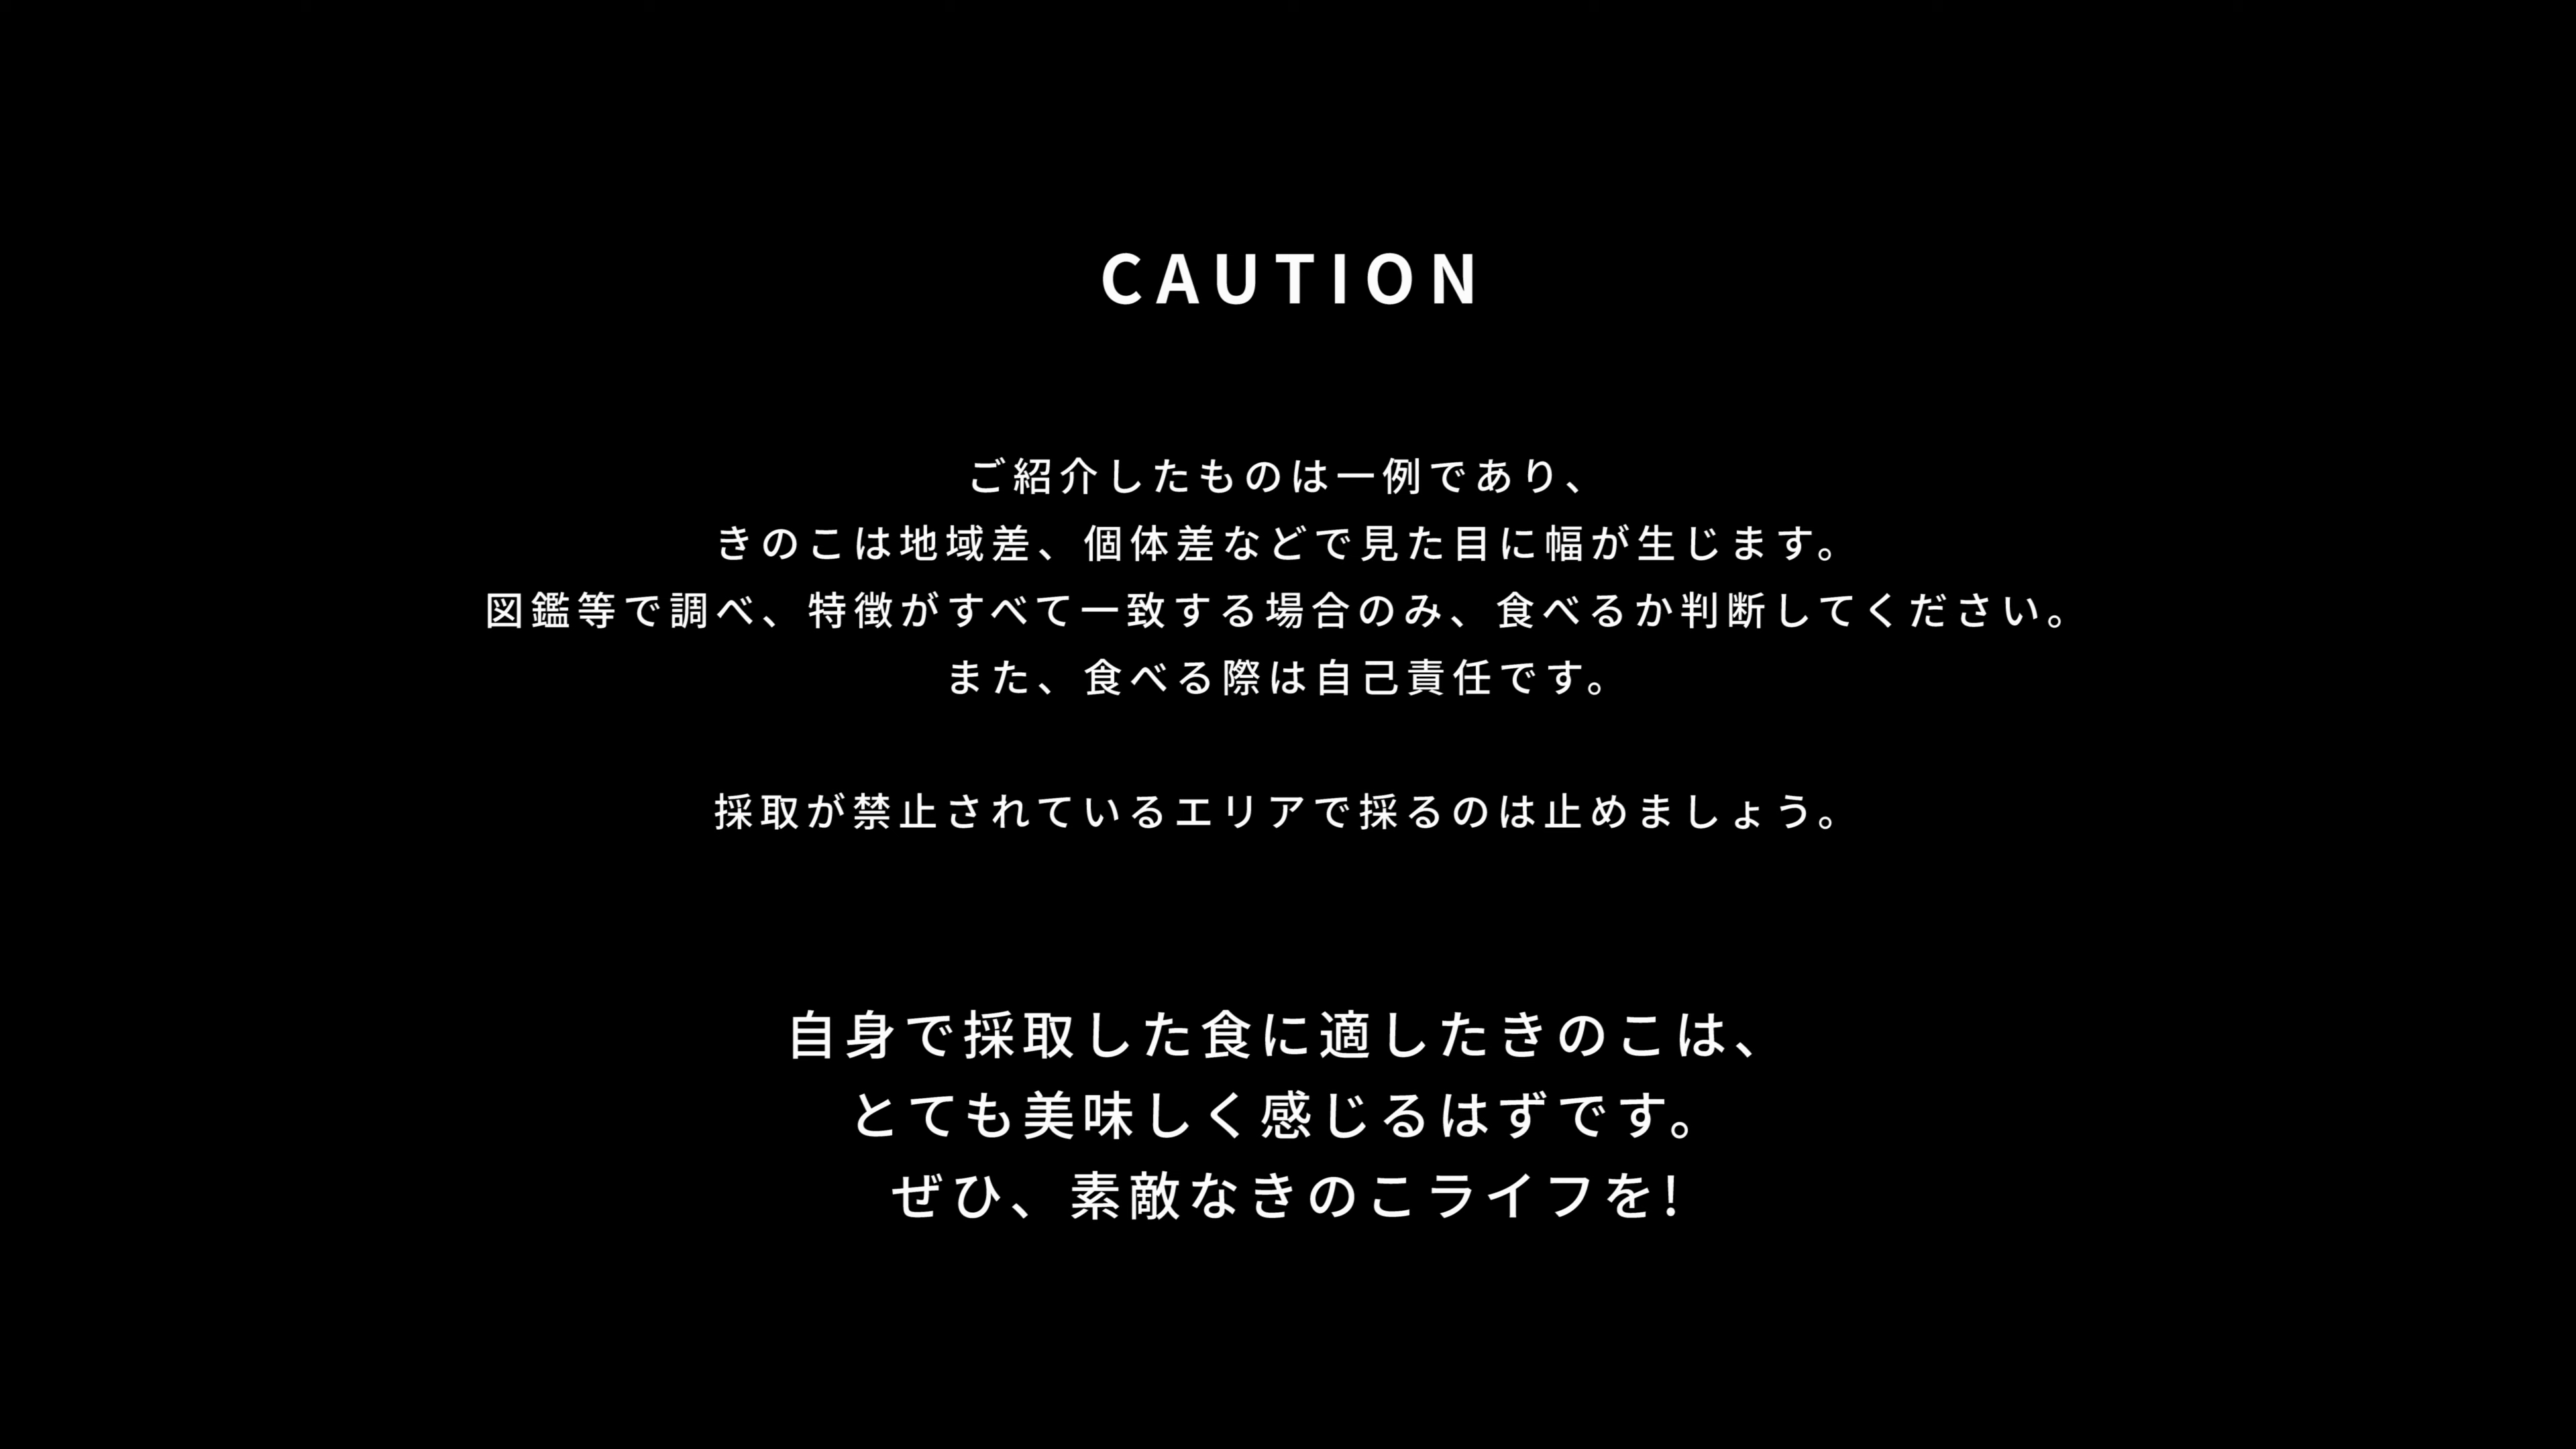 CAUTION
ご紹介したものは一例であり、
きのこは地域差、個体差などで見た目に幅が生じます。
図鑑等で調べ、特徴がすべて一致する場合のみ、食べるか判断してください。
また、食べる際は自己責任です。
採取が禁止されているエリアで採るのは止めましょう。
自身で採取した食に適したきのこは、
とても美味しく感じるはずです。
ぜひ、素敵なきのこライフを!